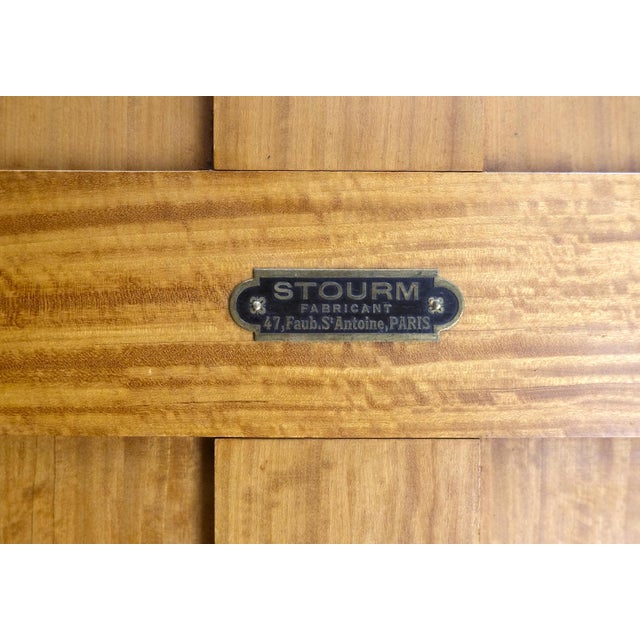 STOURM
FABRICANT
47, Faub. St Antoine, PARIS